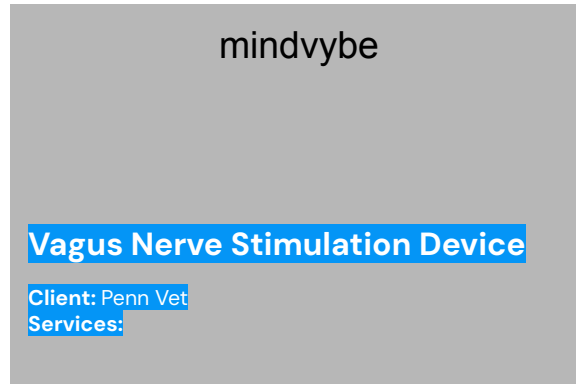 mindvybe
Vagus Nerve Stimulation Device
Client: Penn Vet
Services: